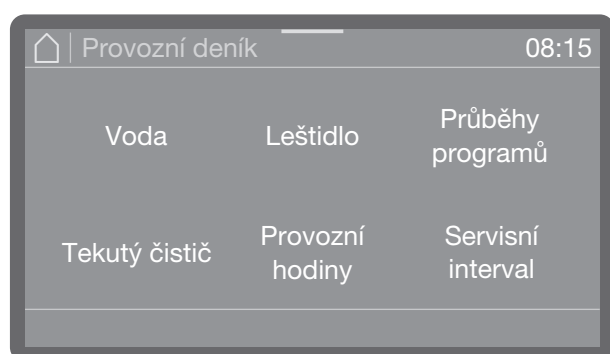 Provozní deník 08:15
Voda Leštidlo Průběhy programů
Tekutý čistič Provozní hodiny Servisní interval